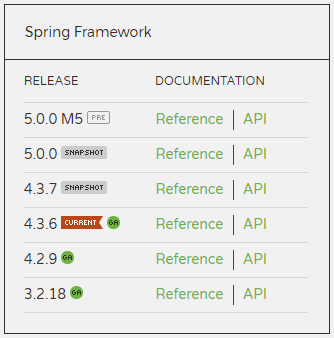 Spring Framework
RELEASE DOCUMENTATION
5.0.0 M5 PRE Reference API
5.0.0 SNAPSHOT Reference API
4.3.7 SNAPSHOT Reference API
4.3.6 CURRENT GA Reference API
4.2.9 GA Reference API
3.2.18 GA Reference API